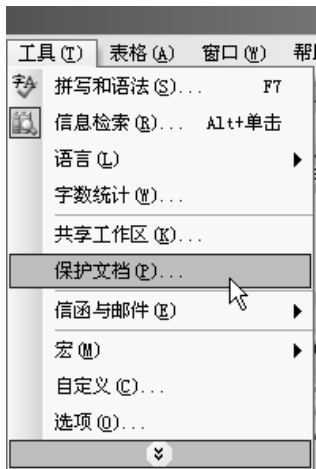 工具(T) 表格(A) 窗口(W) 帮
拼写和语法(S)... F7
信息检索(R)... Alt+单击
语言(L)
字数统计(W)...
共享工作区(K)...
保护文档(P)...
信函与邮件(E)
宏(M)
自定义(C)...
选项(O)...